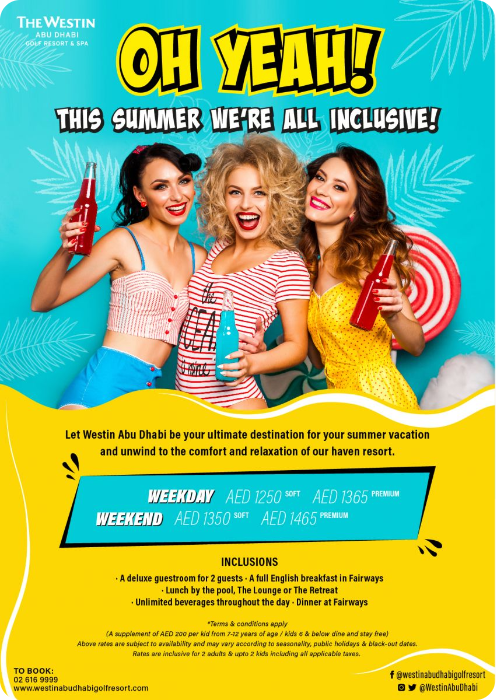 THE WESTIN
ABU DHABI
GOLF RESORT & SPA
OH YEAH!
THIS SUMMER WE'RE ALL INCLUSIVE!
Let Westin Abu Dhabi be your ultimate destination for your summer vacation
and unwind to the comfort and relaxation of our haven resort.
WEEKDAY AED 1250 SOFT AED 1365 PREMIUM
WEEKEND AED 1350 SOFT AED 1465 PREMIUM
INCLUSIONS
· A deluxe guestroom for 2 guests · A full English breakfast in Fairways
· Lunch by the pool, The Lounge or The Retreat
· Unlimited beverages throughout the day · Dinner at Fairways
*Terms & conditions apply
(A supplement of AED 200 per kid from 7-12 years of age / kids 6 & below dine and stay free)
Above rates are subject to availability and may vary according to seasonality, public holidays & black-out dates.
Rates are inclusive for 2 adults & upto 2 kids including all applicable taxes.
TO BOOK:
02 616 9999
www.westinabudhabigolfresort.com
@westinabudhabigolfresort
@WestinAbuDhabi